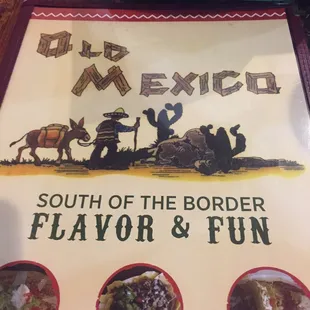 OLD
MEXICO
SOUTH OF THE BORDER
FLAVOR & FUN